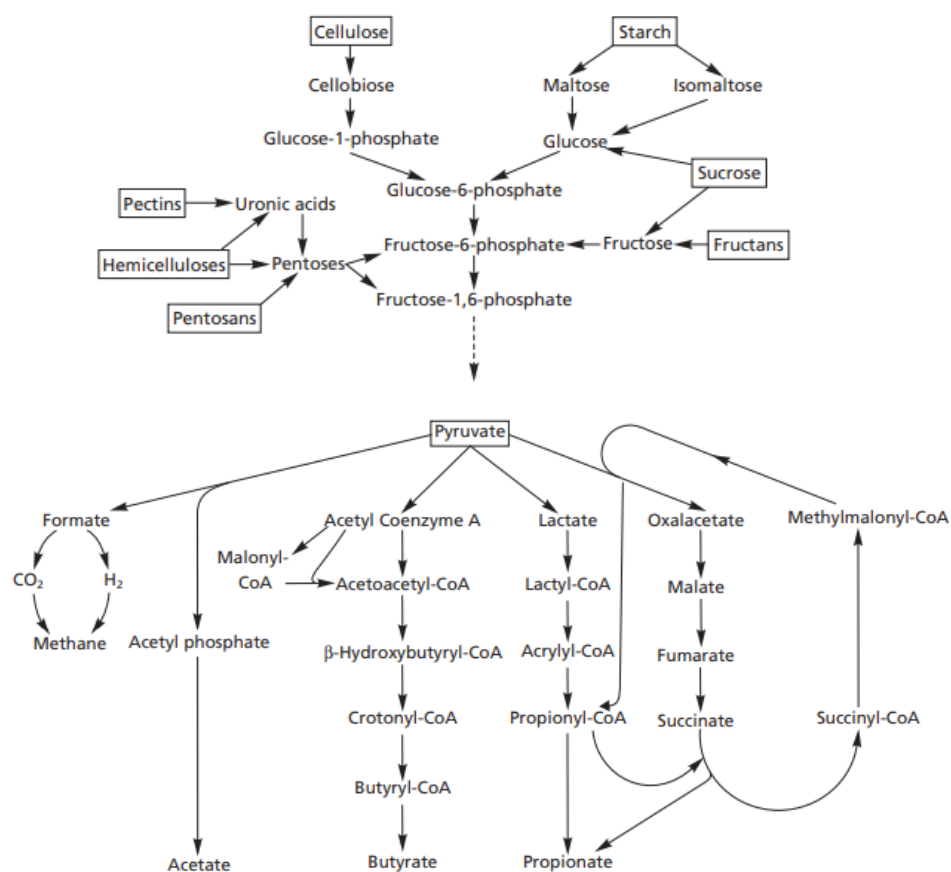 Cellulose
Starch
Cellobiose
Maltose
Isomaltose
Glucose-1-phosphate
Glucose
Sucrose
Glucose-6-phosphate
Pectins
Uronic acids
Fructose-6-phosphate
Fructose
Fructans
Hemicelluloses
Pentoses
Fructose-1,6-phosphate
Pentosans
Pyruvate
Formate
Acetyl Coenzyme A
Lactate
Oxalacetate
Methylmalonyl-CoA
Malonyl-
CoA
CO₂
H₂
Acetoacetyl-CoA
Lactyl-CoA
Malate
Methane
Acetyl phosphate
β-Hydroxybutyryl-CoA
Acrylyl-CoA
Fumarate
Crotonyl-CoA
Propionyl-CoA
Succinate
Succinyl-CoA
Butyryl-CoA
Acetate
Butyrate
Propionate